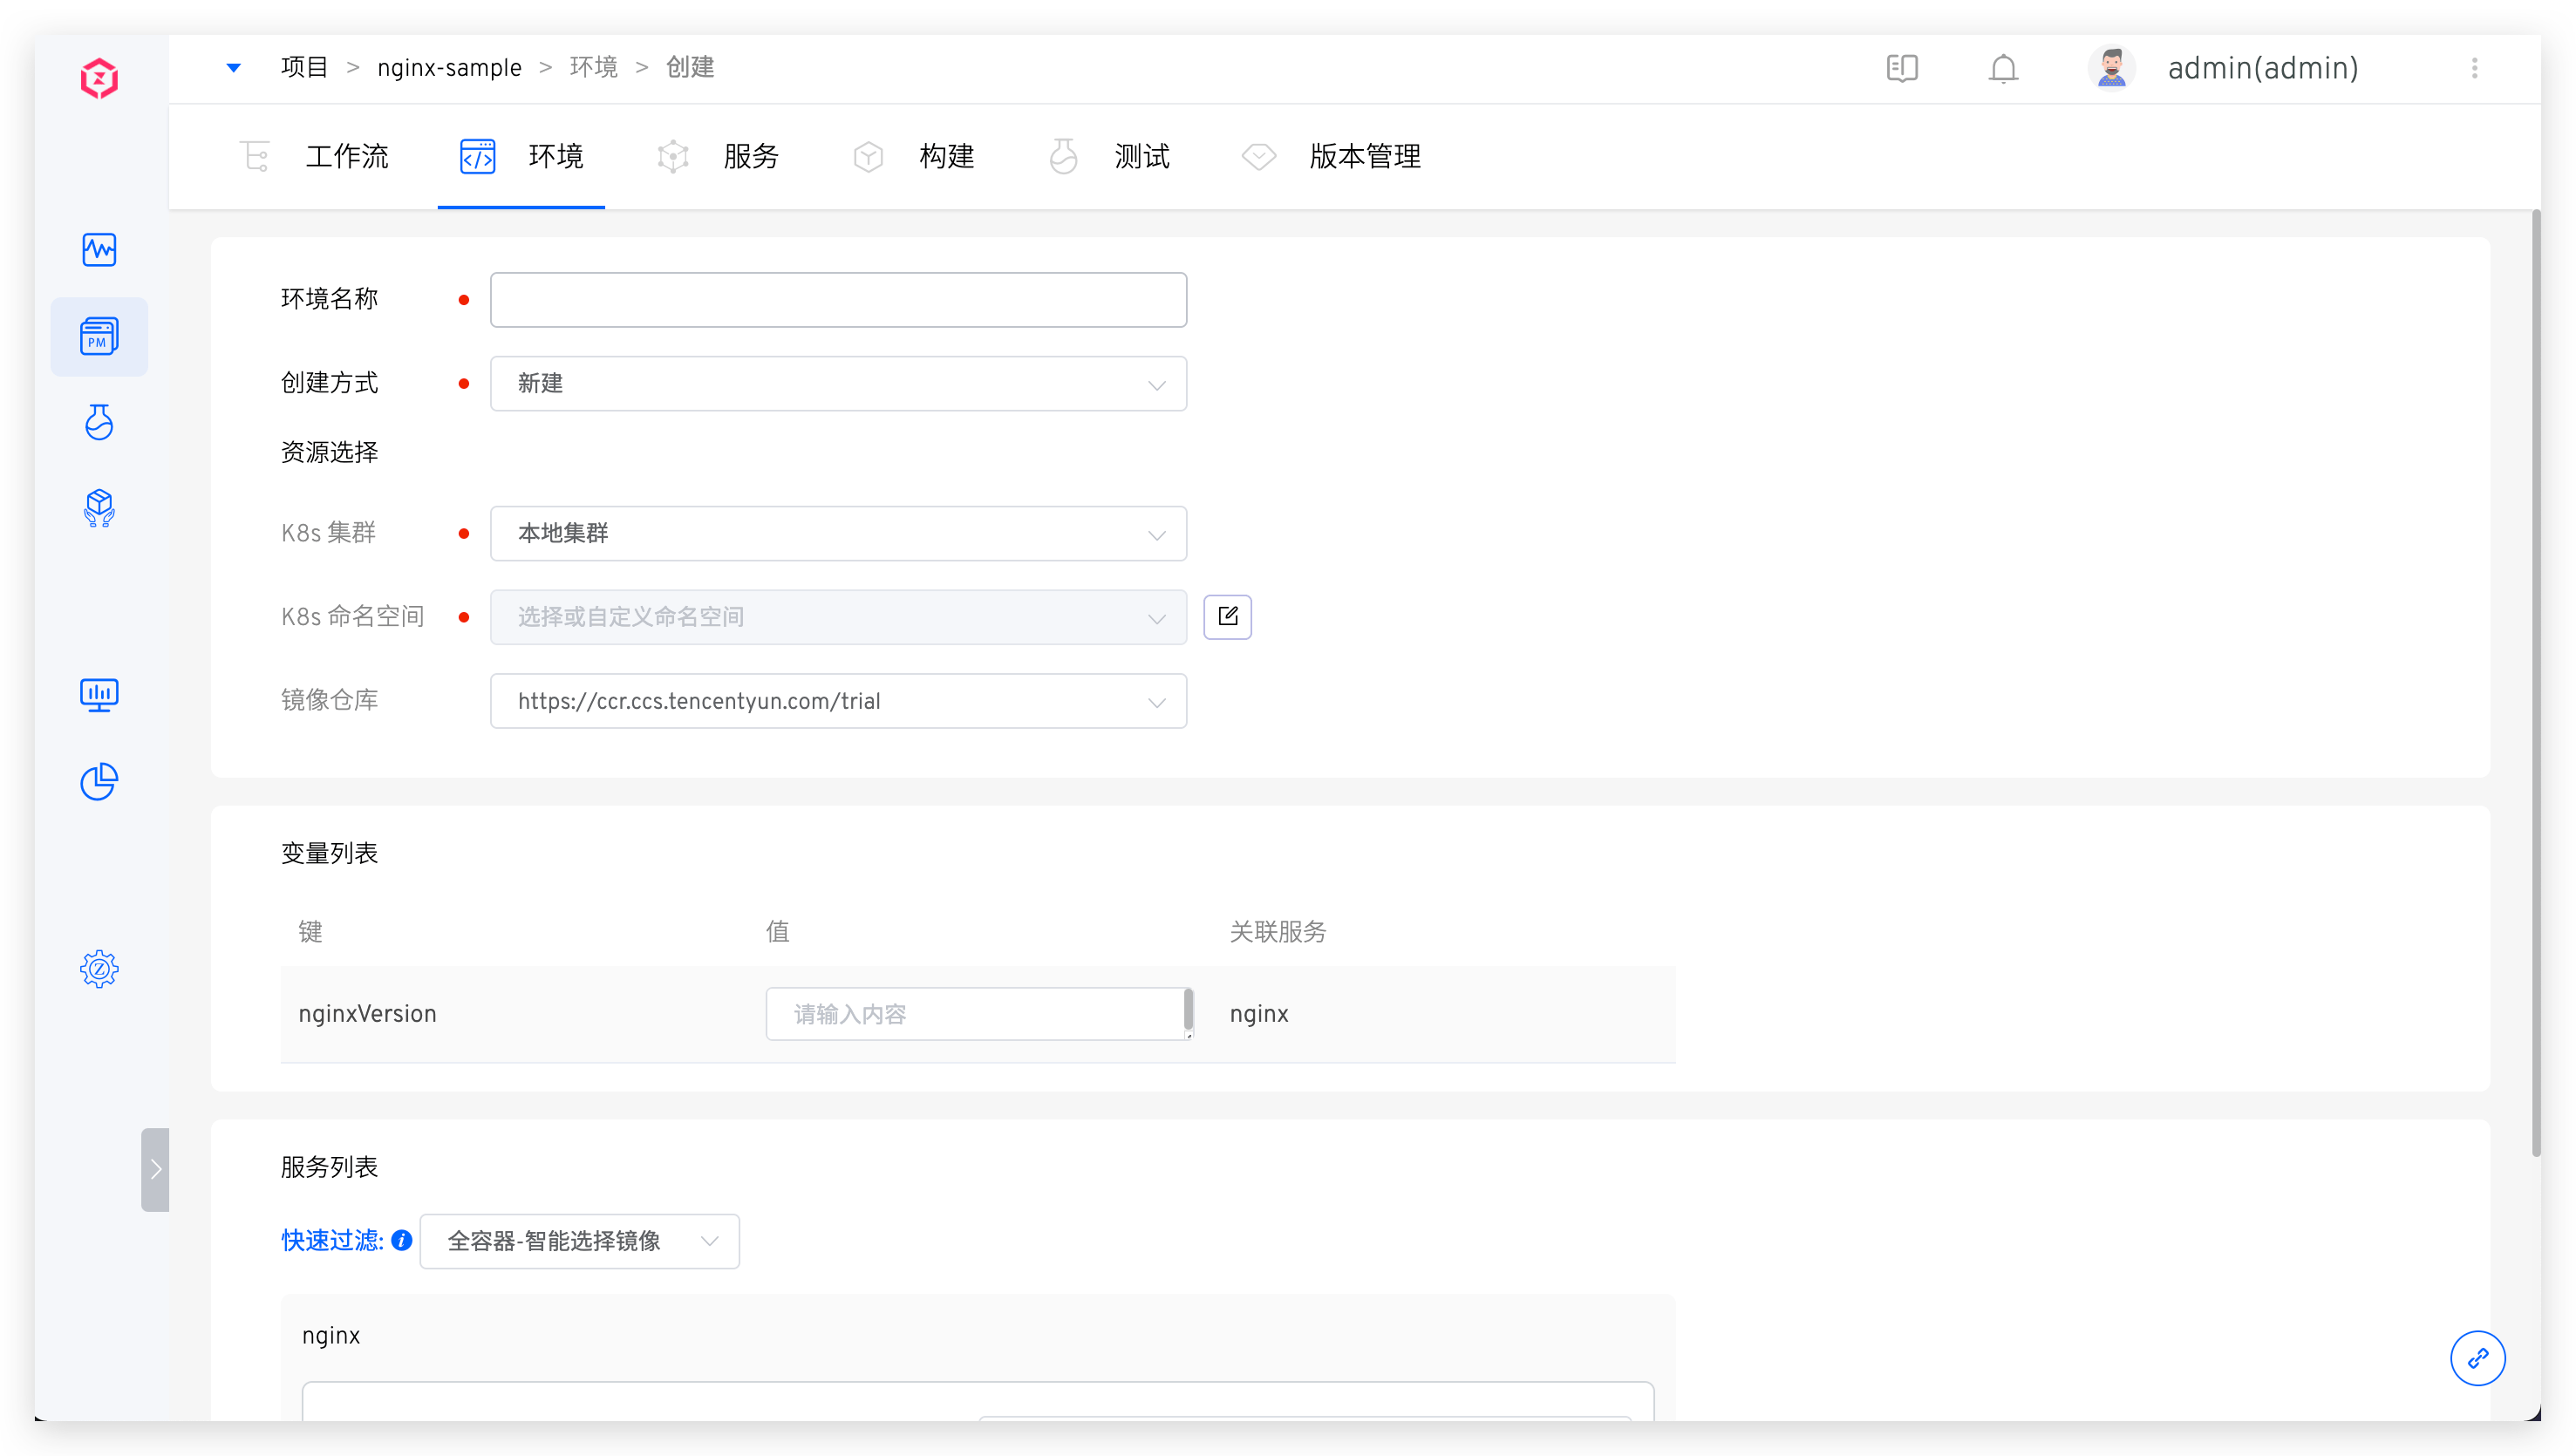 项目 > nginx-sample > 环境 > 创建
admin(admin)
工作流 环境 服务 构建 测试 版本管理
PM
环境名称
创建方式 新建
资源选择
K8s 集群 本地集群
K8s 命名空间 选择或自定义命名空间
镜像仓库 https://ccr.ccs.tencentyun.com/trial
变量列表
键 值 关联服务
nginxVersion 请输入内容 nginx
服务列表
快速过滤: 全容器-智能选择镜像
nginx